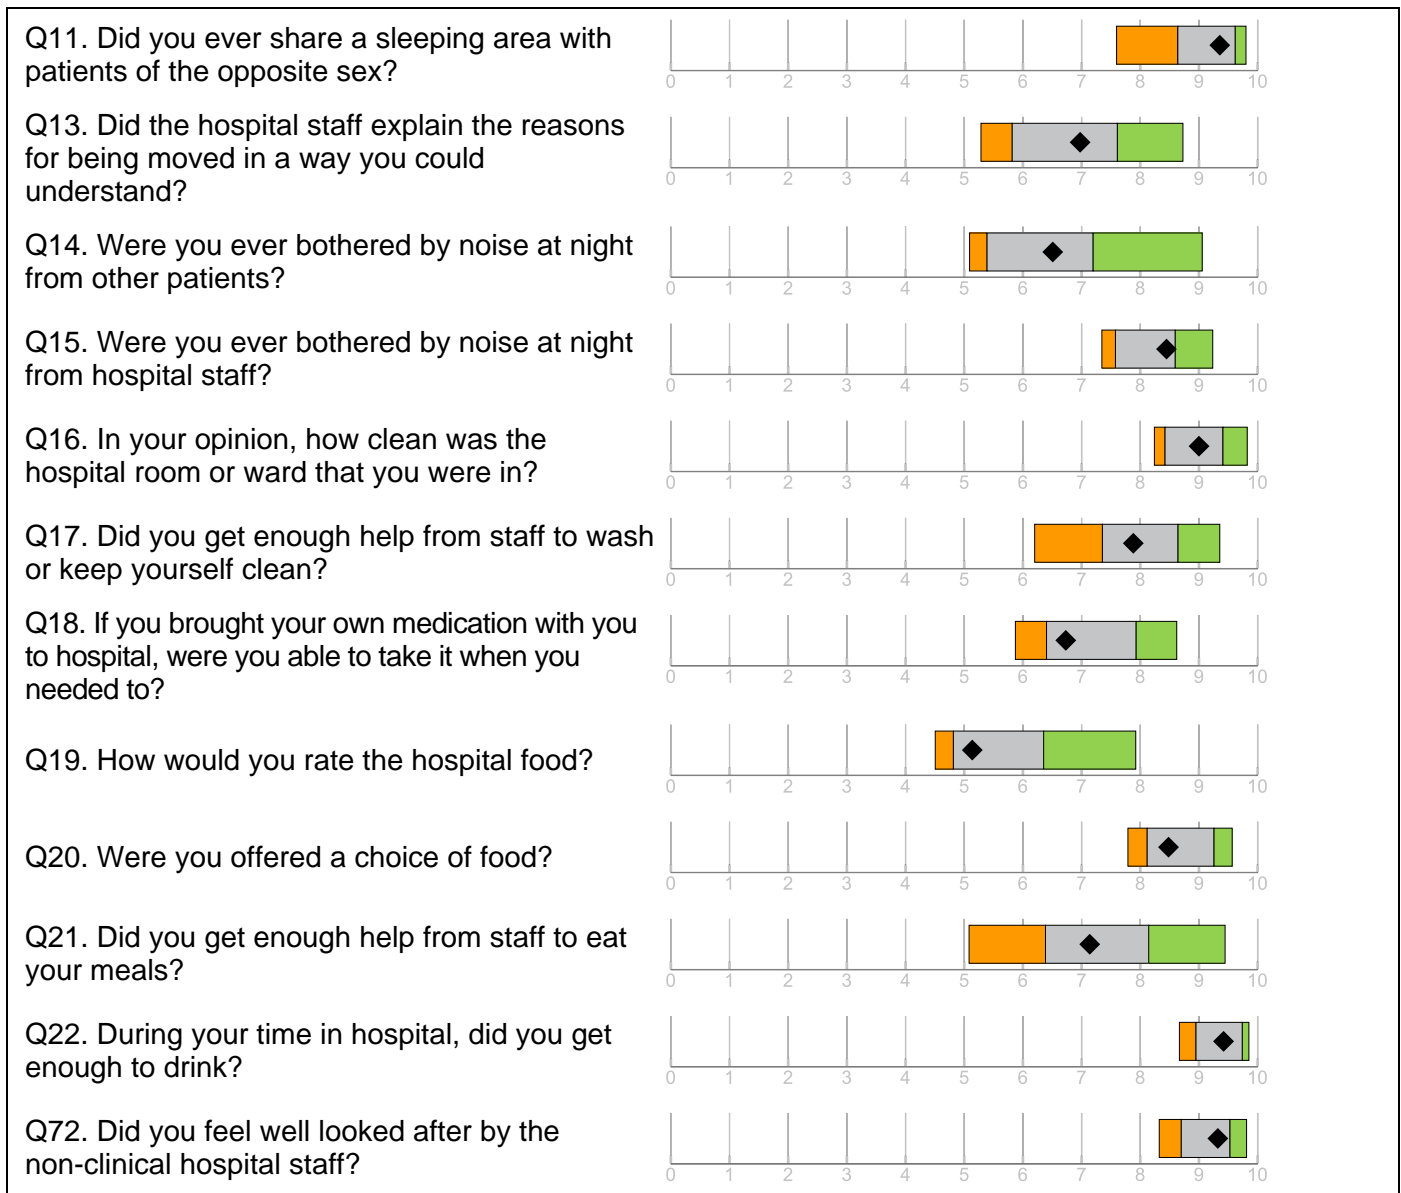 Q11. Did you ever share a sleeping area with
patients of the opposite sex?
0 1 2 3 4 5 6 7 8 9 10
Q13. Did the hospital staff explain the reasons
for being moved in a way you could
understand?
0 1 2 3 4 5 6 7 8 9 10
Q14. Were you ever bothered by noise at night
from other patients?
0 1 2 3 4 5 6 7 8 9 10
Q15. Were you ever bothered by noise at night
from hospital staff?
0 1 2 3 4 5 6 7 8 9 10
Q16. In your opinion, how clean was the
hospital room or ward that you were in?
0 1 2 3 4 5 6 7 8 9 10
Q17. Did you get enough help from staff to wash
or keep yourself clean?
0 1 2 3 4 5 6 7 8 9 10
Q18. If you brought your own medication with you
to hospital, were you able to take it when you
needed to?
0 1 2 3 4 5 6 7 8 9 10
Q19. How would you rate the hospital food?
0 1 2 3 4 5 6 7 8 9 10
Q20. Were you offered a choice of food?
0 1 2 3 4 5 6 7 8 9 10
Q21. Did you get enough help from staff to eat
your meals?
0 1 2 3 4 5 6 7 8 9 10
Q22. During your time in hospital, did you get
enough to drink?
0 1 2 3 4 5 6 7 8 9 10
Q72. Did you feel well looked after by the
non-clinical hospital staff?
0 1 2 3 4 5 6 7 8 9 10